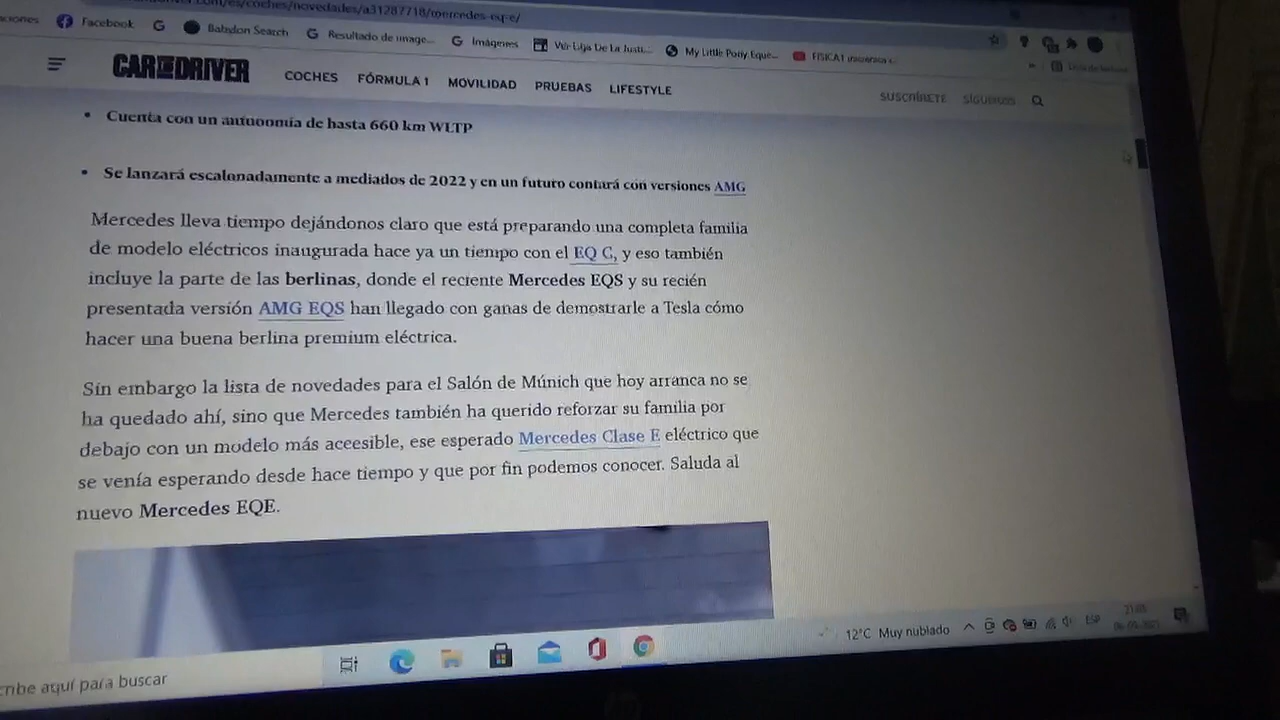 /es/coches/novedades/a31287718/mercedes-eqe/
Facebook
Babylon Search
Resultado de image...
Imágenes
Ver Liga De La Justi...
My Little Pony Eque...
CAR AND DRIVER
COCHES FÓRMULA 1 MOVILIDAD PRUEBAS LIFESTYLE
SUSCRÍBETE SÍGUENOS
• Cuenta con un autonomía de hasta 660 km WLTP
• Se lanzará escalonadamente a mediados de 2022 y en un futuro contará con versiones AMG
Mercedes lleva tiempo dejándonos claro que está preparando una completa familia
de modelo eléctricos inaugurada hace ya un tiempo con el EQ C, y eso también
incluye la parte de las berlinas, donde el reciente Mercedes EQS y su recién
presentada versión AMG EQS han llegado con ganas de demostrarle a Tesla cómo
hacer una buena berlina premium eléctrica.
Sin embargo la lista de novedades para el Salón de Múnich que hoy arranca no se
ha quedado ahí, sino que Mercedes también ha querido reforzar su familia por
debajo con un modelo más aceesible, ese esperado Mercedes Clase E eléctrico que
se venía esperando desde hace tiempo y que por fin podemos conocer. Saluda al
nuevo Mercedes EQE.
12°C Muy nublado
ESP
cribe aquí para buscar